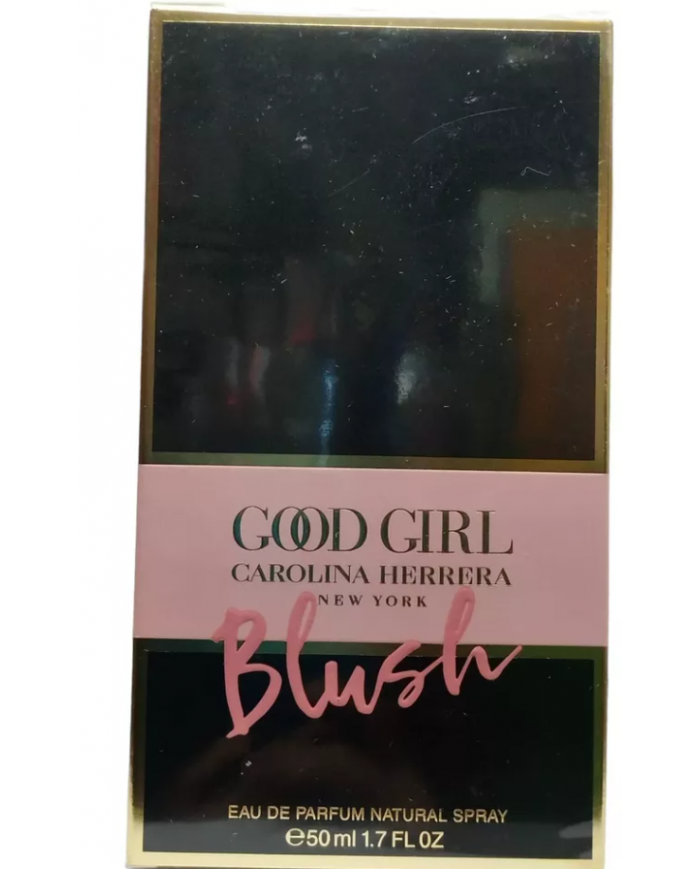 GOOD GIRL
CAROLINA HERRERA
NEW YORK
Blush
EAU DE PARFUM NATURAL SPRAY
℮50 ml 1.7 FL OZ